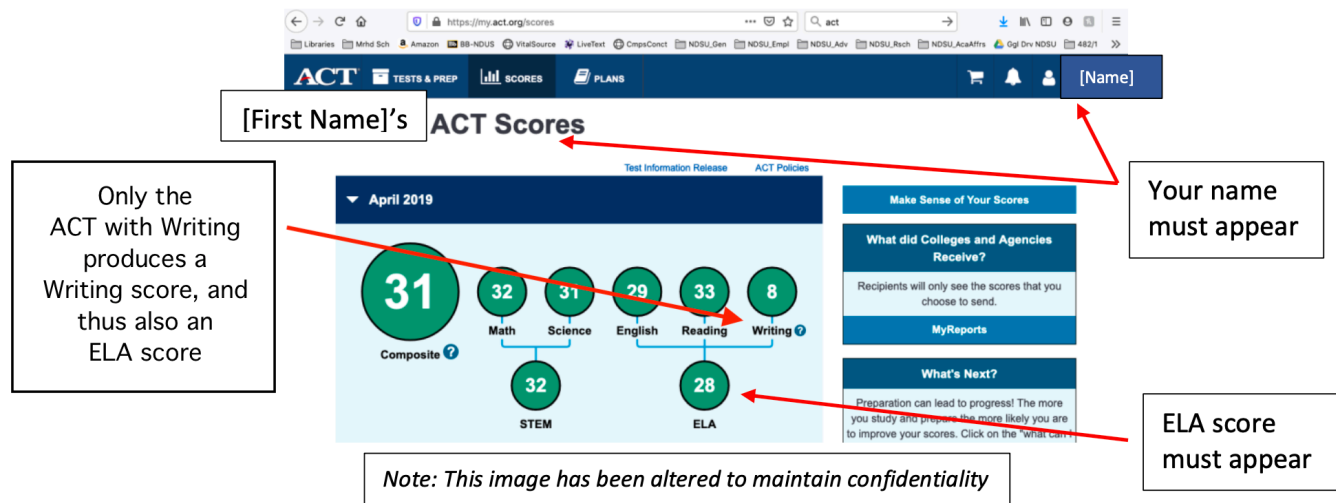 https://my.act.org/scores
act
Libraries Mrhd Sch Amazon BB-NDUS VitalSource LiveText CmpsConct NDSU_Gen NDSU_Empl NDSU_Adv NDSU_Rsch NDSU_AcaAffrs Ggl Drv NDSU 482/1
ACT TESTS & PREP SCORES PLANS [Name]
[First Name]'s ACT Scores
Test Information Release ACT Policies
Only the
ACT with Writing
produces a
Writing score, and
thus also an
ELA score
Your name
must appear
April 2019
31 32 31 29 33 8
Math Science English Reading Writing ?
Composite ?
32 28
STEM ELA
Make Sense of Your Scores
What did Colleges and Agencies
Receive?
Recipients will only see the scores that you
choose to send.
MyReports
What's Next?
Preparation can lead to progress! The more
you study and prepare the more likely you are
to improve your scores. Click on the "what can I
ELA score
must appear
Note: This image has been altered to maintain confidentiality